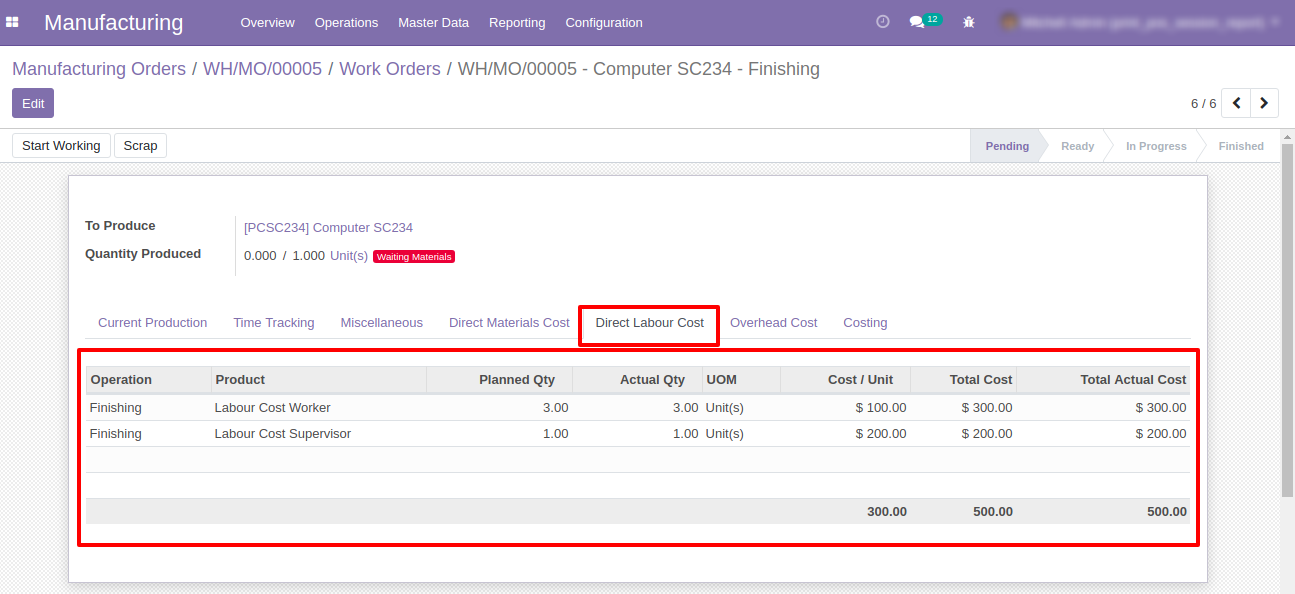 Manufacturing Overview Operations Master Data Reporting Configuration 12
Manufacturing Orders / WH/MO/00005 / Work Orders / WH/MO/00005 - Computer SC234 - Finishing
Edit 6 / 6
Start Working Scrap Pending Ready In Progress Finished
To Produce [PCSC234] Computer SC234
Quantity Produced 0.000 / 1.000 Unit(s) Waiting Materials
Current Production Time Tracking Miscellaneous Direct Materials Cost Direct Labour Cost Overhead Cost Costing
Operation Product Planned Qty Actual Qty UOM Cost / Unit Total Cost Total Actual Cost
Finishing Labour Cost Worker 3.00 3.00 Unit(s) $ 100.00 $ 300.00 $ 300.00
Finishing Labour Cost Supervisor 1.00 1.00 Unit(s) $ 200.00 $ 200.00 $ 200.00
300.00 500.00 500.00